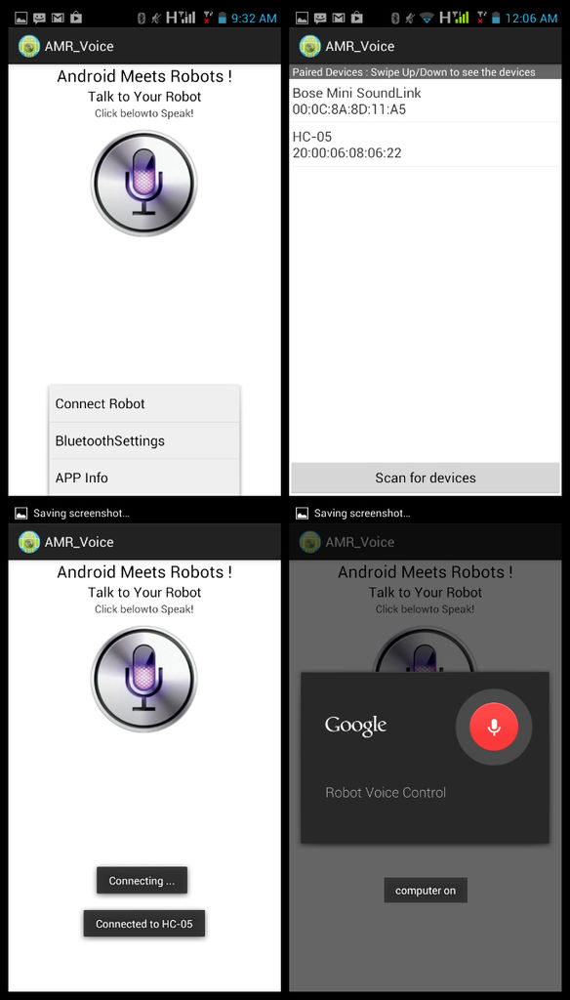 9:32 AM
AMR_Voice
Android Meets Robots !
Talk to Your Robot
Click belowto Speak!
Connect Robot
BluetoothSettings
APP Info
H 12:06 AM
AMR_Voice
Paired Devices : Swipe Up/Down to see the devices
Bose Mini SoundLink
00:0C:8A:8D:11:A5
HC-05
20:00:06:08:06:22
Scan for devices
Saving screenshot...
AMR_Voice
Android Meets Robots !
Talk to Your Robot
Click belowto Speak!
Connecting ...
Connected to HC-05
Saving screenshot...
AMR_Voice
Android Meets Robots !
Talk to Your Robot
Click belowto Speak!
Google
Robot Voice Control
computer on